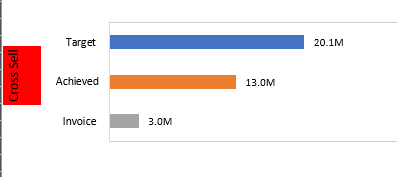 Cross Sell
Target
20.1M
Achieved
13.0M
Invoice
3.0M